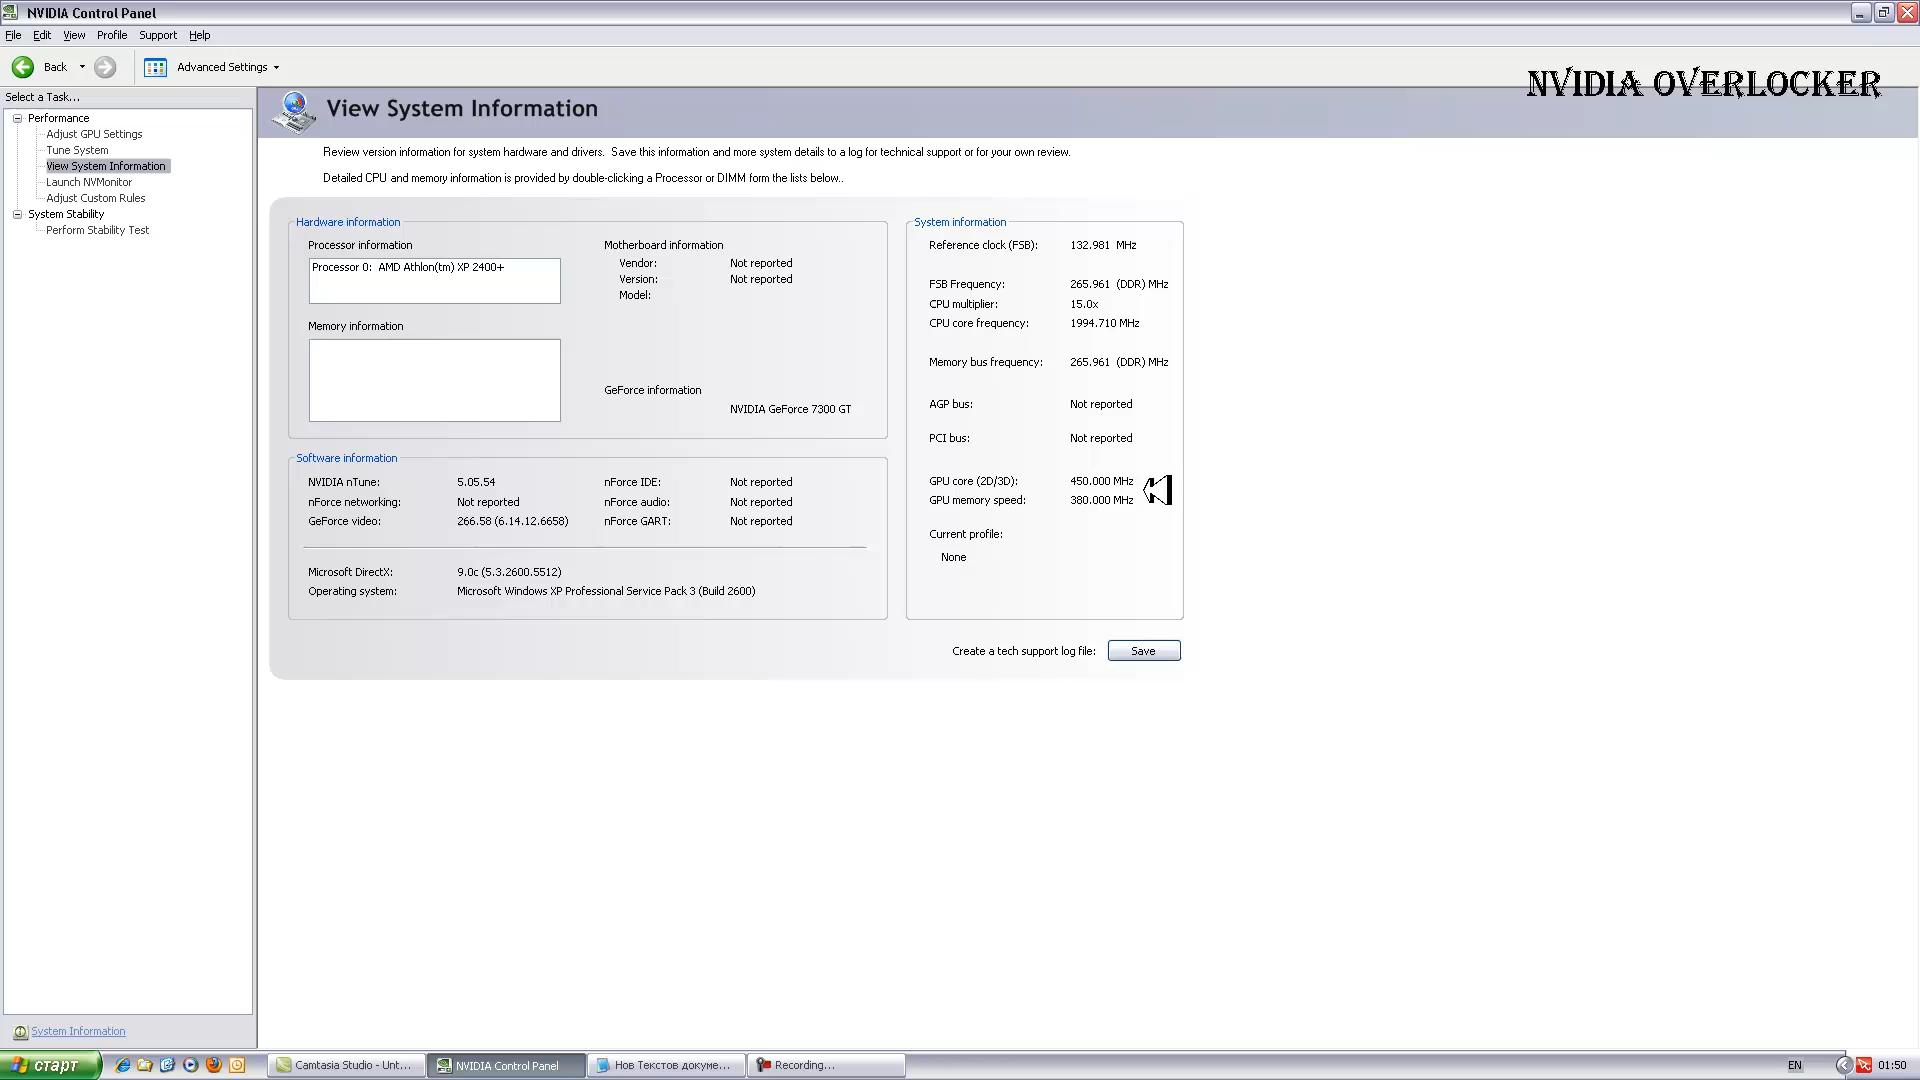 NVIDIA Control Panel
File Edit View Profile Support Help
Back Advanced Settings
NVIDIA OVERLOCKER
Select a Task...
Performance
Adjust GPU Settings
Tune System
View System Information
Launch NVMonitor
Adjust Custom Rules
System Stability
Perform Stability Test
System Information
View System Information
Review version information for system hardware and drivers. Save this information and more system details to a log for technical support or for your own review.
Detailed CPU and memory information is provided by double-clicking a Processor or DIMM form the lists below..
Hardware information
Processor information
Processor 0: AMD Athlon(tm) XP 2400+
Memory information
Motherboard information
Vendor: Not reported
Version: Not reported
Model:
GeForce information
NVIDIA GeForce 7300 GT
Software information
NVIDIA nTune: 5.05.54 nForce IDE: Not reported
nForce networking: Not reported nForce audio: Not reported
GeForce video: 266.58 (6.14.12.6658) nForce GART: Not reported
Microsoft DirectX: 9.0c (5.3.2600.5512)
Operating system: Microsoft Windows XP Professional Service Pack 3 (Build 2600)
System information
Reference clock (FSB): 132.981 MHz
FSB Frequency: 265.961 (DDR) MHz
CPU multiplier: 15.0x
CPU core frequency: 1994.710 MHz
Memory bus frequency: 265.961 (DDR) MHz
AGP bus: Not reported
PCI bus: Not reported
GPU core (2D/3D): 450.000 MHz
GPU memory speed: 380.000 MHz
Current profile:
None
Create a tech support log file: Save
старт Camtasia Studio - Unt... NVIDIA Control Panel Нов Текстов докуме... Recording... EN 01:50